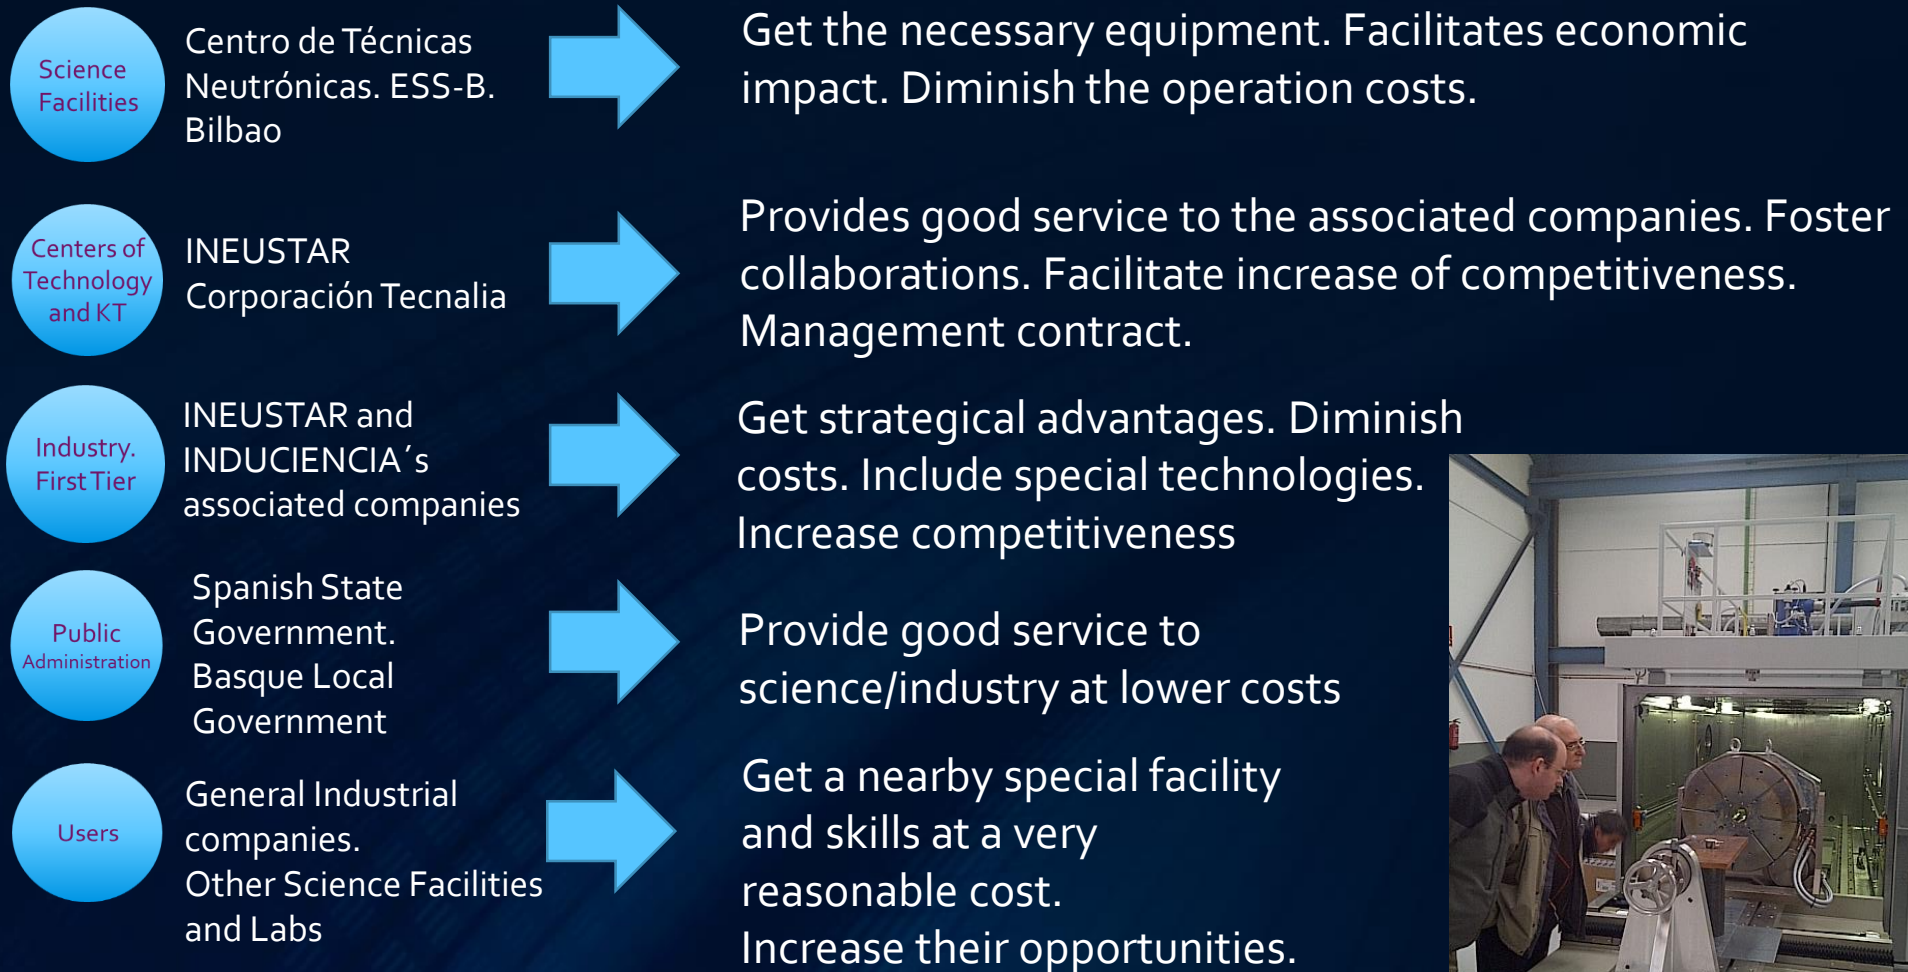 Science
Facilities
Centro de Técnicas
Neutrónicas. ESS-B.
Bilbao
Get the necessary equipment. Facilitates economic
impact. Diminish the operation costs.
Centers of
Technology
and KT
INEUSTAR
Corporación Tecnalia
Provides good service to the associated companies. Foster
collaborations. Facilitate increase of competitiveness.
Management contract.
Industry.
First Tier
INEUSTAR and
INDUCIENCIA´s
associated companies
Get strategical advantages. Diminish
costs. Include special technologies.
Increase competitiveness
Public
Administration
Spanish State
Government.
Basque Local
Government
Provide good service to
science/industry at lower costs
Users
General Industrial
companies.
Other Science Facilities
and Labs
Get a nearby special facility
and skills at a very
reasonable cost.
Increase their opportunities.